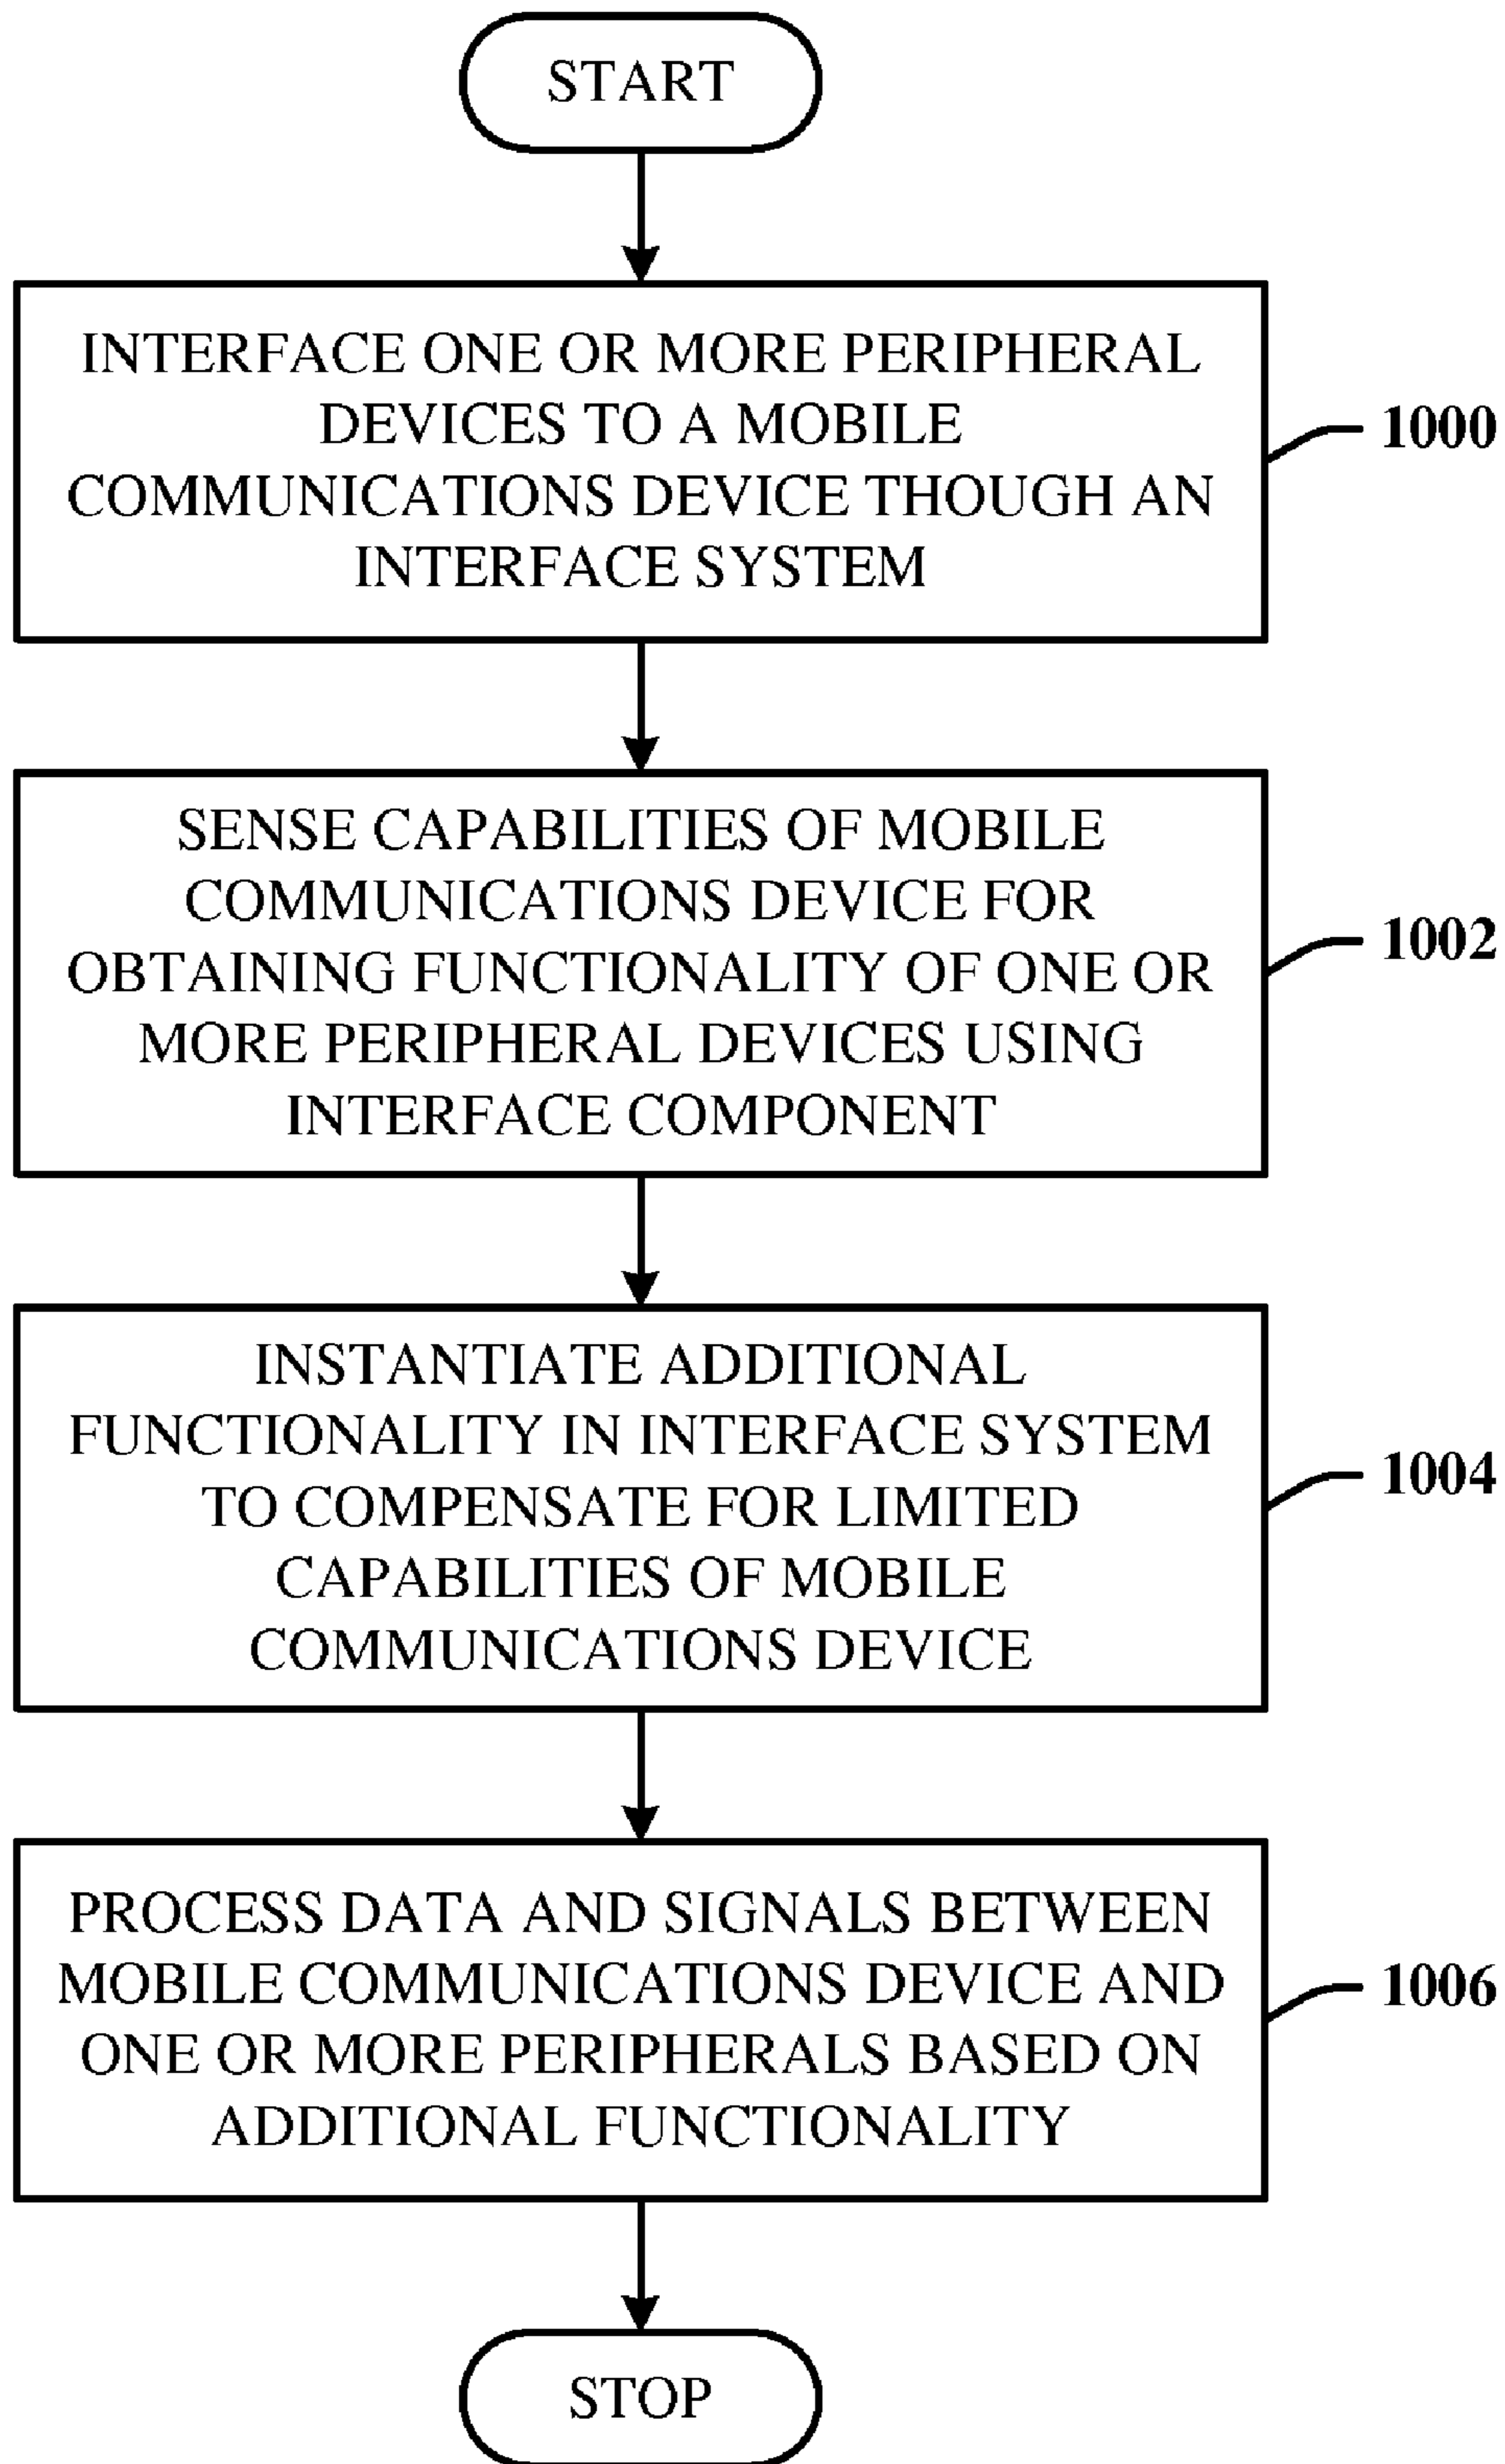 START
INTERFACE ONE OR MORE PERIPHERAL
DEVICES TO A MOBILE
COMMUNICATIONS DEVICE THOUGH AN
INTERFACE SYSTEM
1000
SENSE CAPABILITIES OF MOBILE
COMMUNICATIONS DEVICE FOR
OBTAINING FUNCTIONALITY OF ONE OR
MORE PERIPHERAL DEVICES USING
INTERFACE COMPONENT
1002
INSTANTIATE ADDITIONAL
FUNCTIONALITY IN INTERFACE SYSTEM
TO COMPENSATE FOR LIMITED
CAPABILITIES OF MOBILE
COMMUNICATIONS DEVICE
1004
PROCESS DATA AND SIGNALS BETWEEN
MOBILE COMMUNICATIONS DEVICE AND
ONE OR MORE PERIPHERALS BASED ON
ADDITIONAL FUNCTIONALITY
1006
STOP